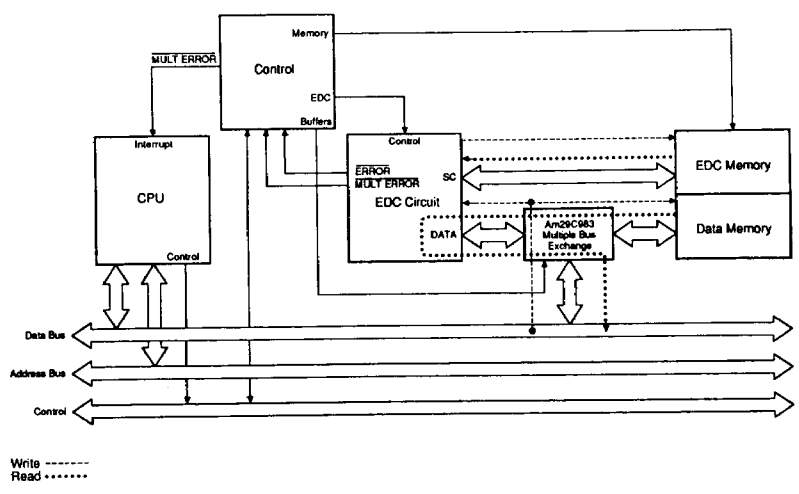 Memory
MULT ERROR
Control
EDC
Buffers
Interrupt
CPU
Control
Control
ERROR
MULT ERROR
SC
EDC Circuit
DATA
EDC Memory
Data Memory
Am29C983
Multiple Bus
Exchange
Data Bus
Address Bus
Control
Write
Read